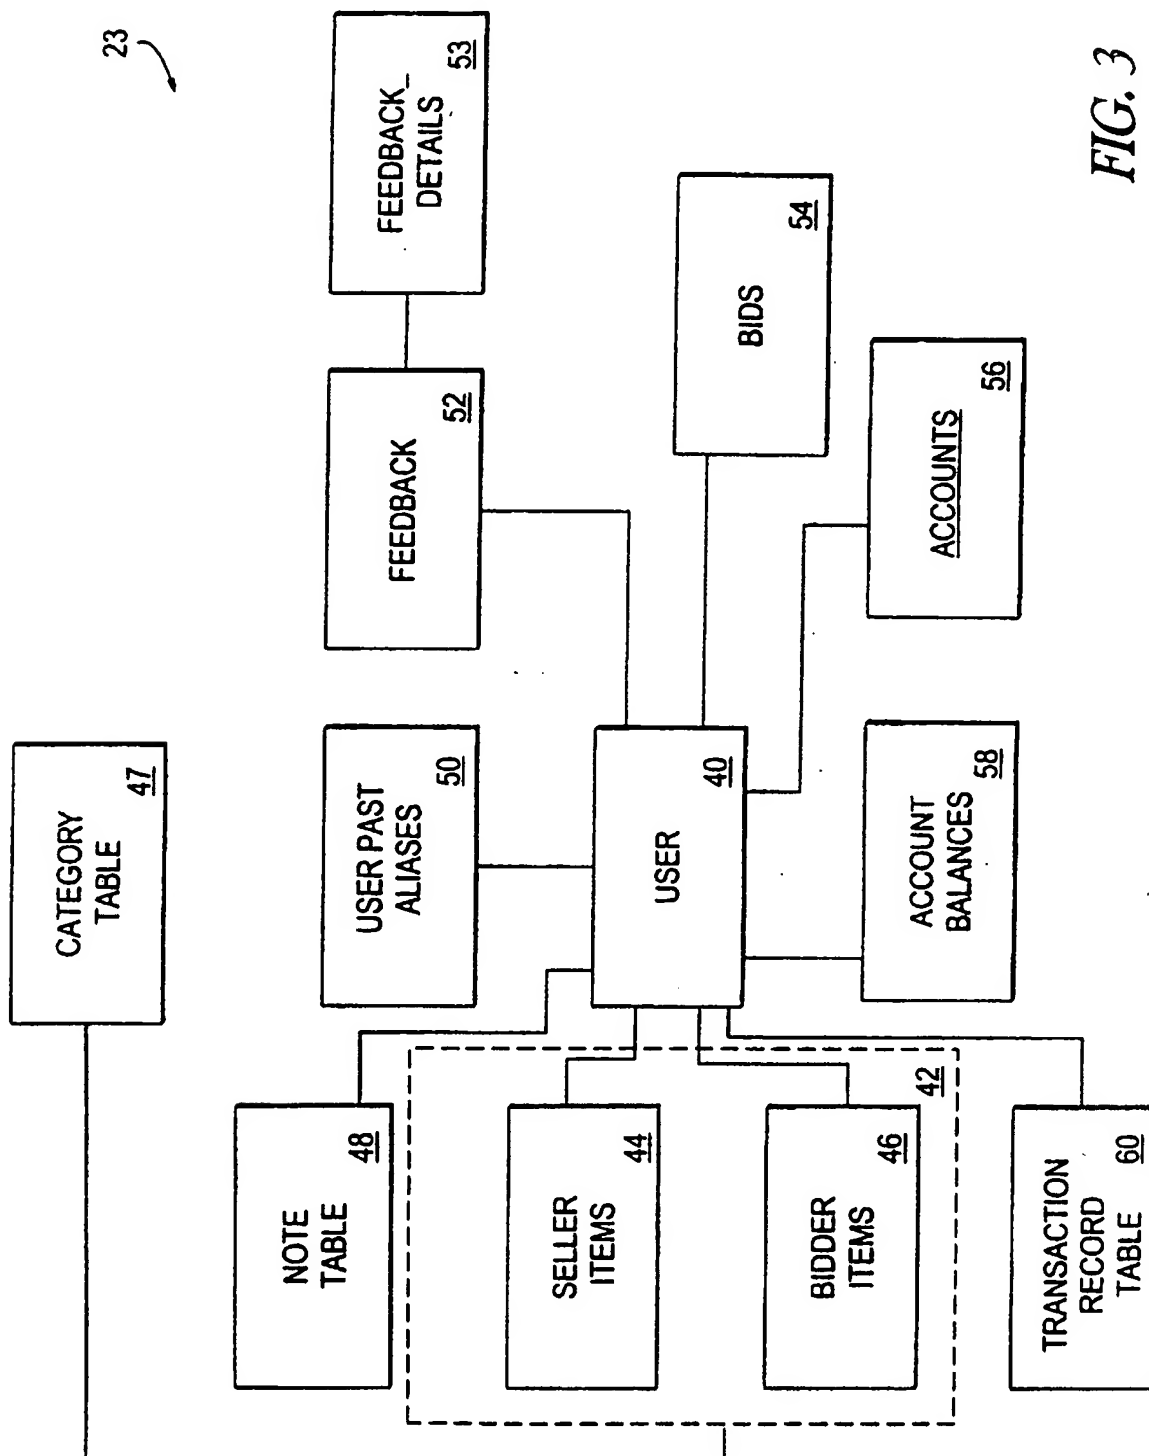 23
CATEGORY
TABLE
47
NOTE
TABLE
48
USER PAST
ALIASES
50
FEEDBACK
52
FEEDBACK_
DETAILS
53
SELLER
ITEMS
44
BIDDER
ITEMS
46
42
USER
40
BIDS
54
TRANSACTION
RECORD
TABLE
60
ACCOUNT
BALANCES
58
ACCOUNTS
56
FIG. 3